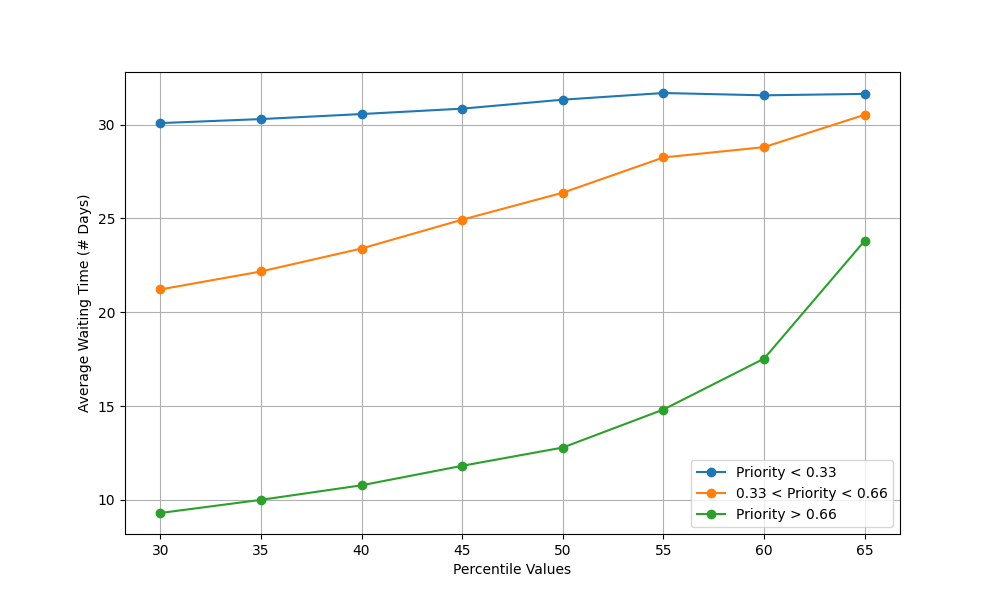 30
25
20
15
10
Average Waiting Time (# Days)
30 35 40 45 50 55 60 65
Percentile Values
Priority < 0.33
0.33 < Priority < 0.66
Priority > 0.66